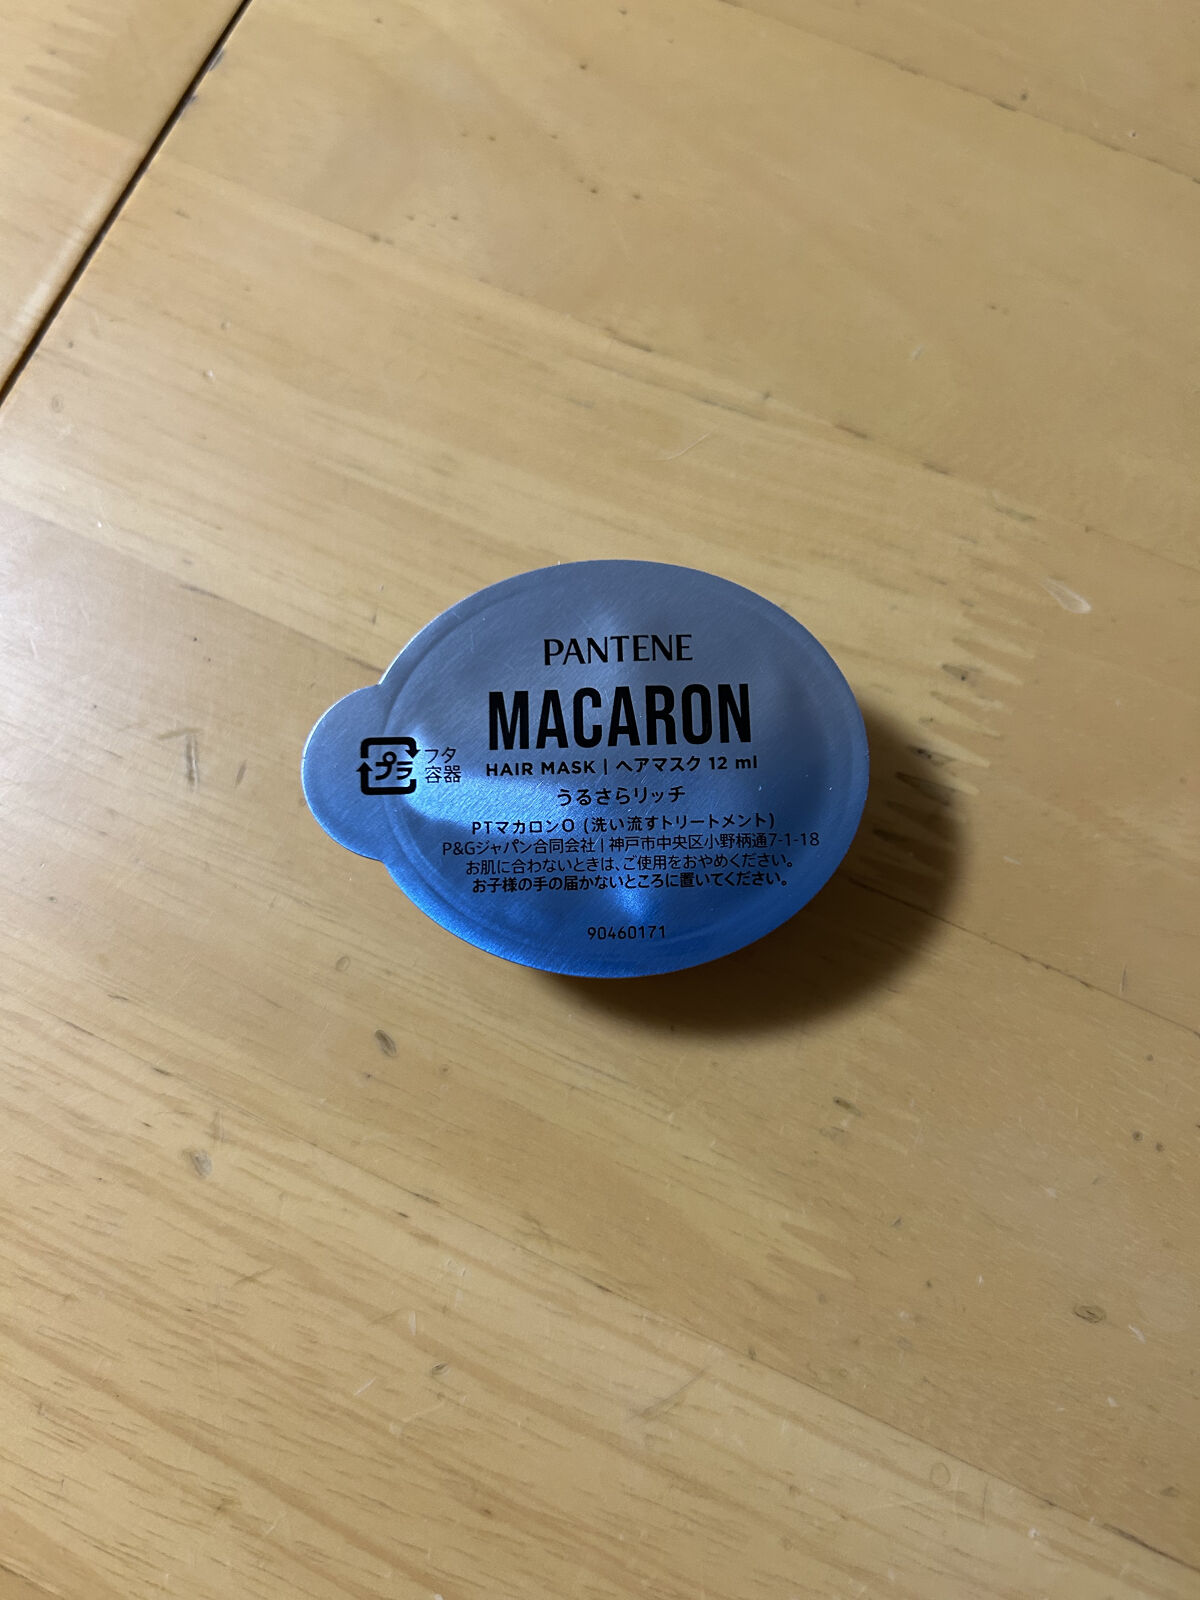 PANTENE
MACARON
HAIR MASK | ヘアマスク 12 ml
うるさらリッチ
PTマカロンO (洗い流すトリートメント)
P&Gジャパン合同会社 | 神戸市中央区小野柄通7-1-18
お肌に合わないときは、ご使用をおやめください。
お子様の手の届かないところに置いてください。
90460171
プラ
フタ
容器